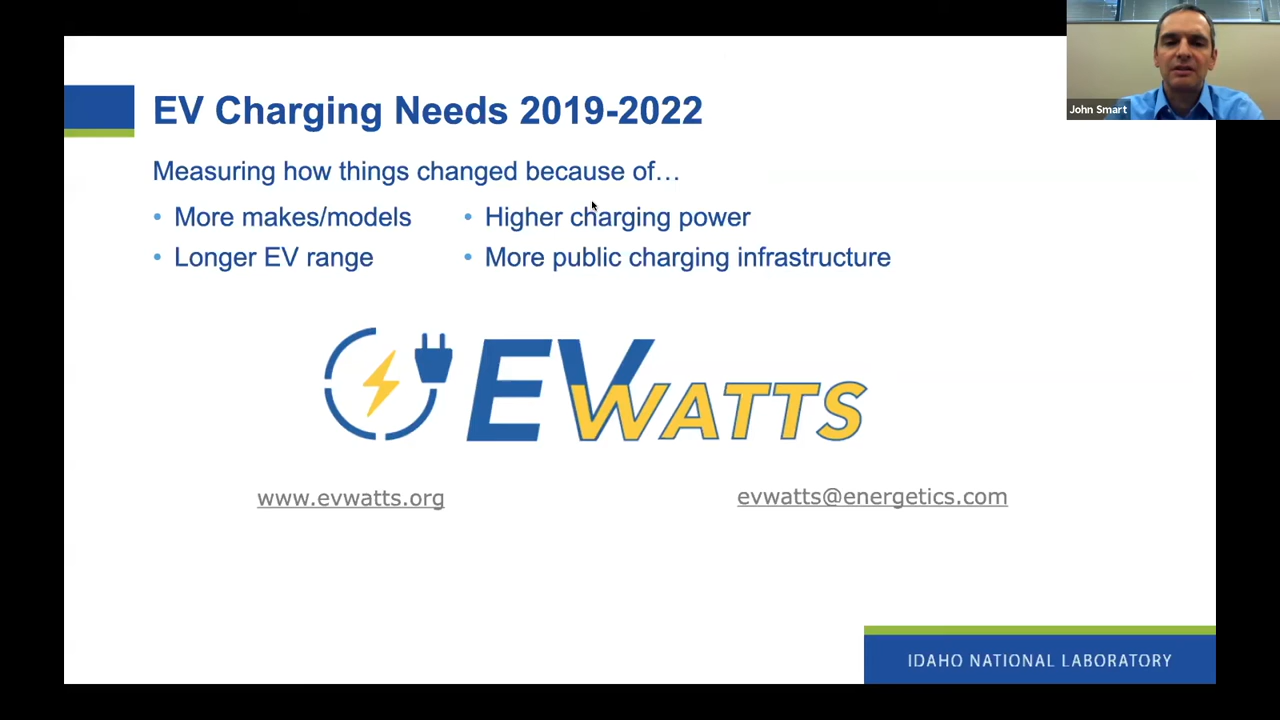 John Smart
EV Charging Needs 2019-2022
Measuring how things changed because of…
• More makes/models
• Longer EV range
• Higher charging power
• More public charging infrastructure
EVWATTS
www.evwatts.org
evwatts@energetics.com
IDAHO NATIONAL LABORATORY